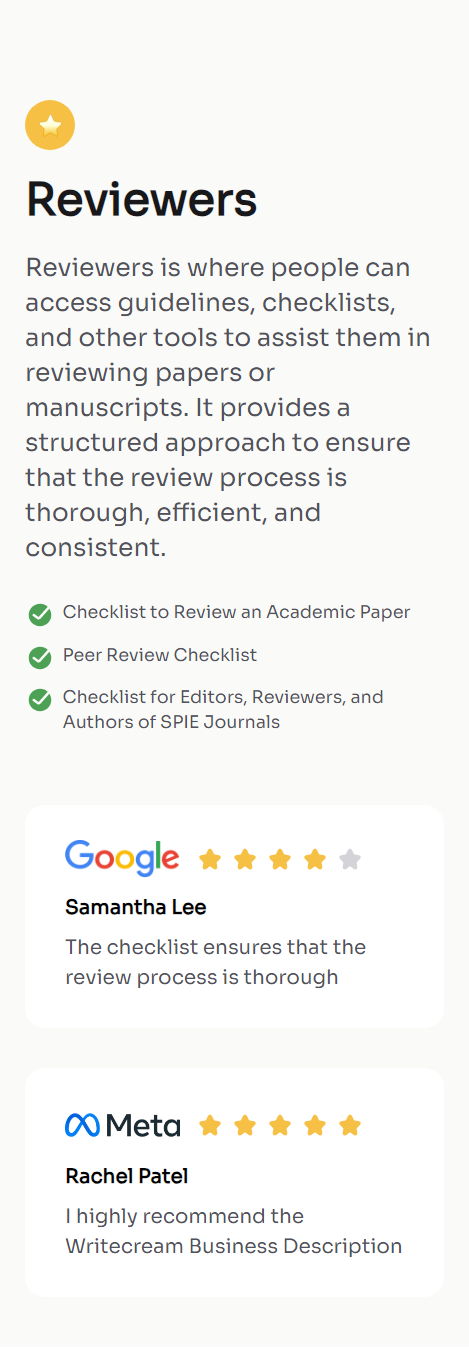 Reviewers
Reviewers is where people can
access guidelines, checklists,
and other tools to assist them in
reviewing papers or
manuscripts. It provides a
structured approach to ensure
that the review process is
thorough, efficient, and
consistent.
Checklist to Review an Academic Paper
Peer Review Checklist
Checklist for Editors, Reviewers, and
Authors of SPIE Journals
Google
Samantha Lee
The checklist ensures that the
review process is thorough
Meta
Rachel Patel
I highly recommend the
Writecream Business Description